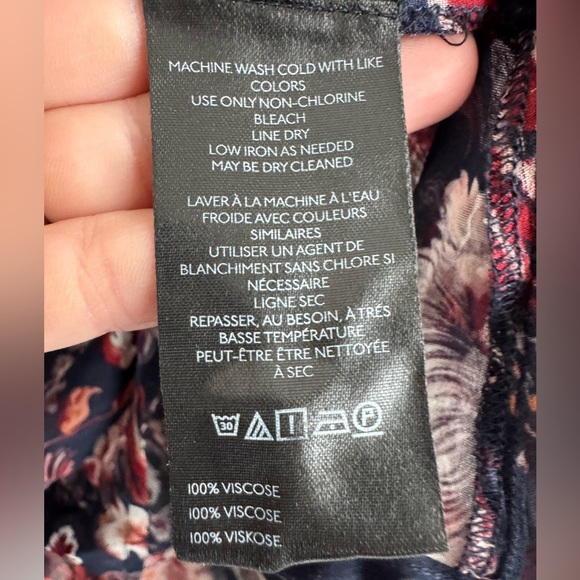 MACHINE WASH COLD WITH LIKE
COLORS
USE ONLY NON-CHLORINE
BLEACH
LINE DRY
LOW IRON AS NEEDED
MAY BE DRY CLEANED
LAVER À LA MACHINE À L'EAU
FROIDE AVEC COULEURS
SIMILAIRES
UTILISER UN AGENT DE
BLANCHIMENT SANS CHLORE SI
NÉCESSAIRE
LIGNE SEC
REPASSER, AU BESOIN, À TRÉS
BASSE TEMPÉRATURE
PEUT-ÊTRE ÊTRE NETTOYÉE
À SEC
30 P
100% VISCOSE
100% VISCOSE
100% VISKOSE